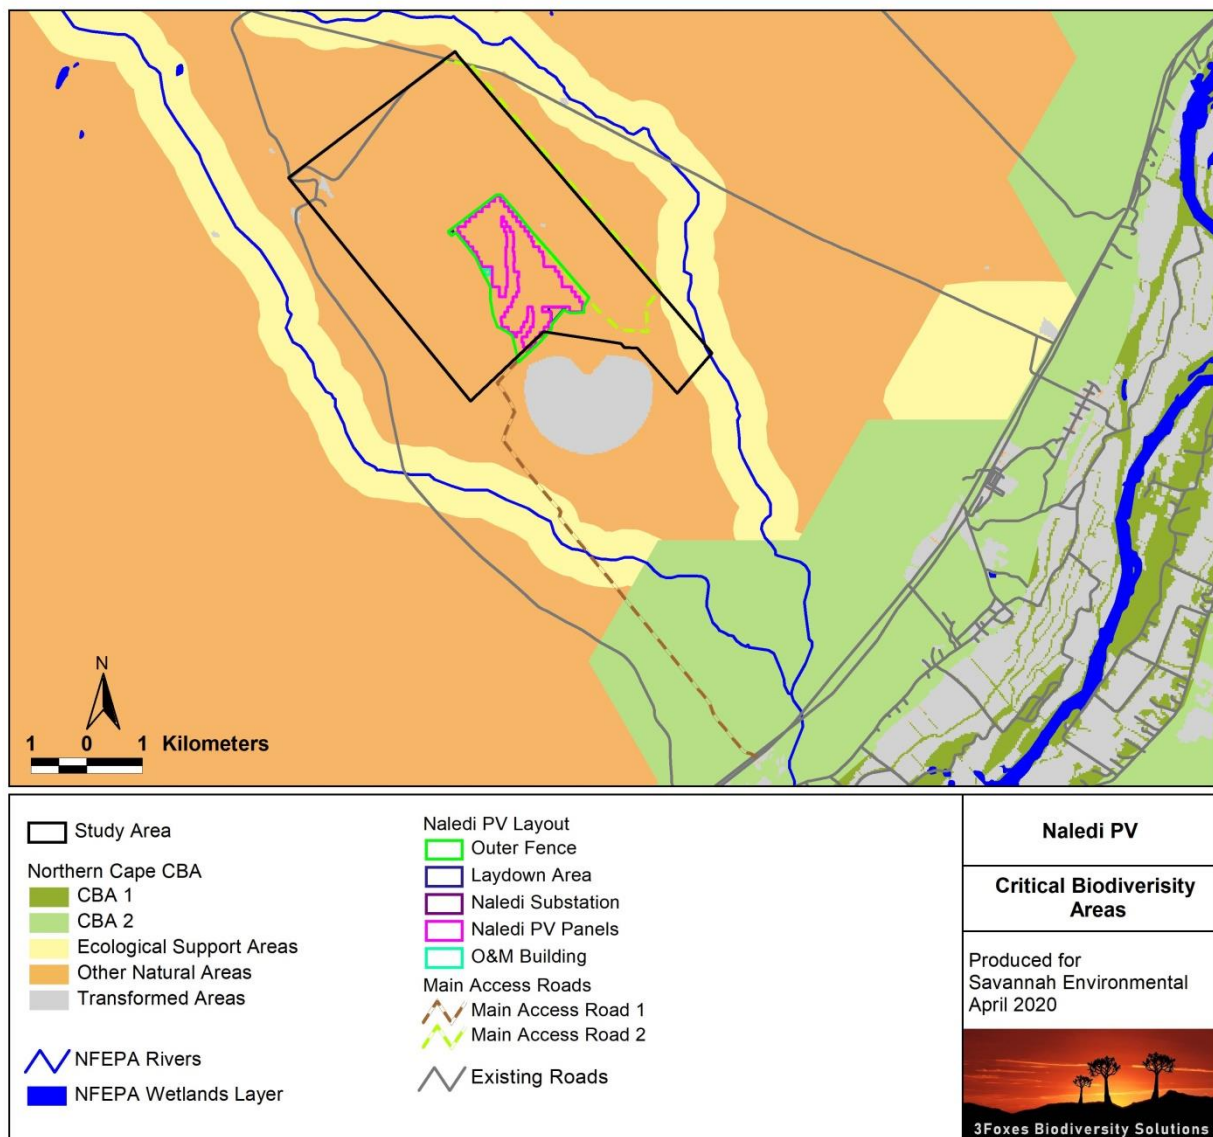 N
1 0 1 Kilometers
Study Area
Northern Cape CBA
CBA 1
CBA 2
Ecological Support Areas
Other Natural Areas
Transformed Areas
NFEPA Rivers
NFEPA Wetlands Layer
Naledi PV Layout
Outer Fence
Laydown Area
Naledi Substation
Naledi PV Panels
O&M Building
Main Access Roads
Main Access Road 1
Main Access Road 2
Existing Roads
Naledi PV
Critical Biodiverisity
Areas
Produced for
Savannah Environmental
April 2020
3Foxes Biodiversity Solutions